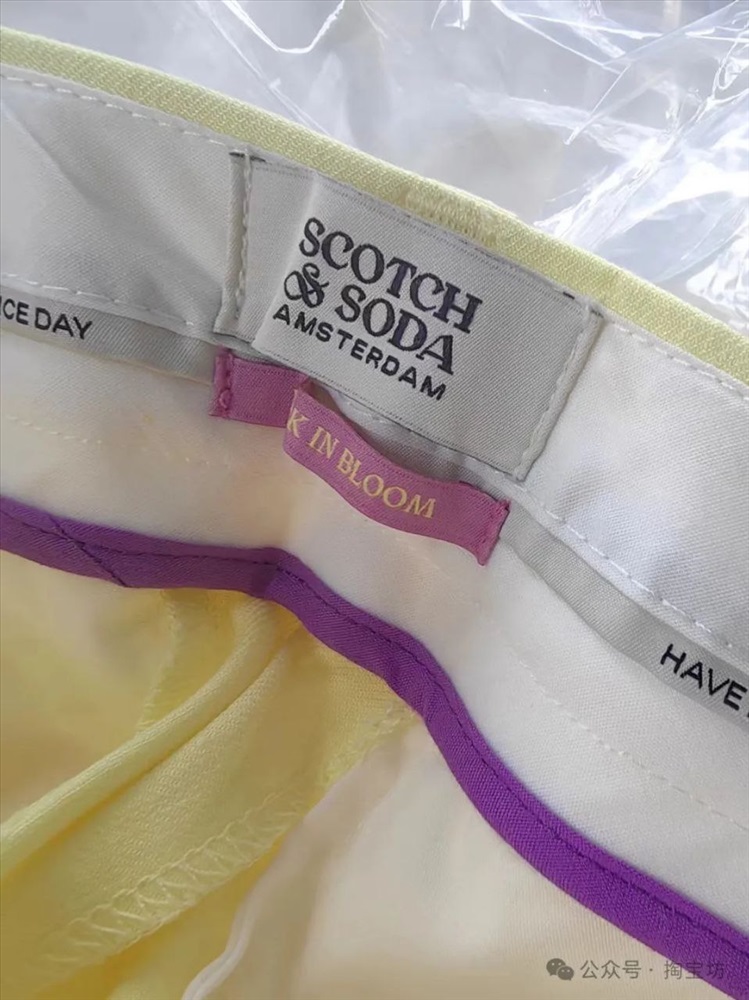 SCOTCH
& SODA
AMSTERDAM
ICE DAY
K IN BLOOM
HAVE
公众号 · 掏宝坊